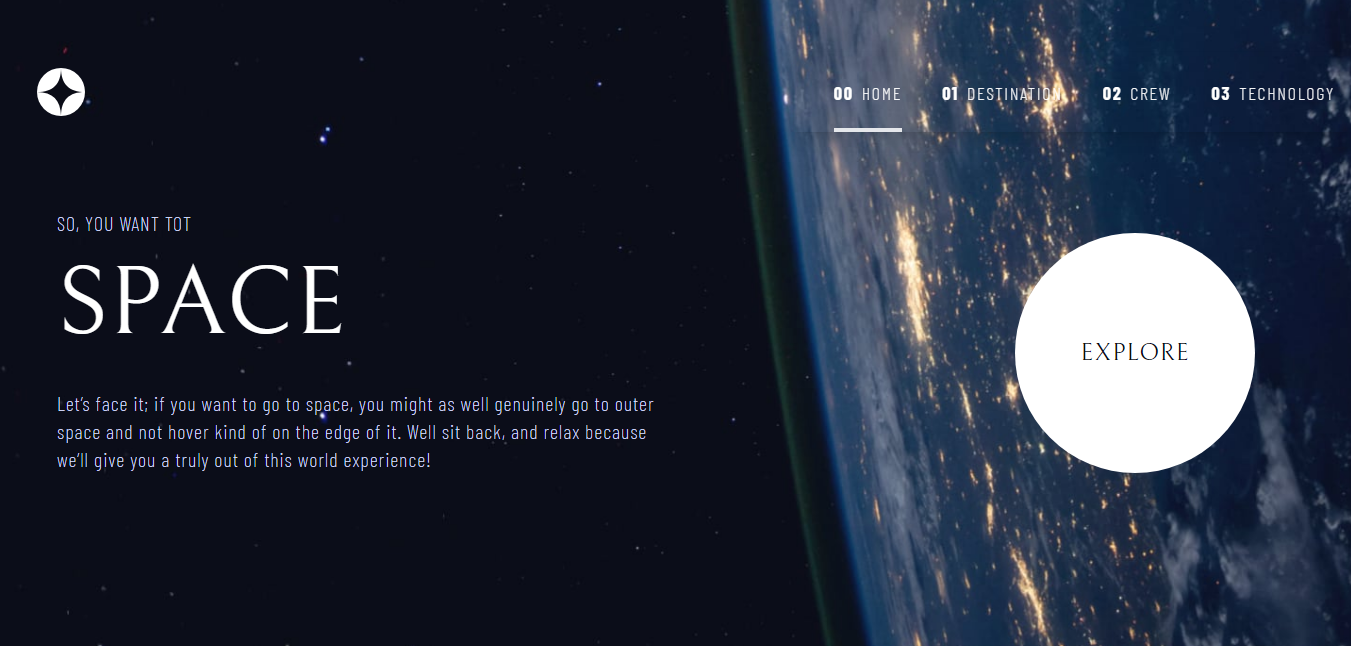 00 HOME 01 DESTINATION 02 CREW 03 TECHNOLOGY
SO, YOU WANT TOT
SPACE
Let’s face it; if you want to go to space, you might as well genuinely go to outer
space and not hover kind of on the edge of it. Well sit back, and relax because
we’ll give you a truly out of this world experience!
EXPLORE